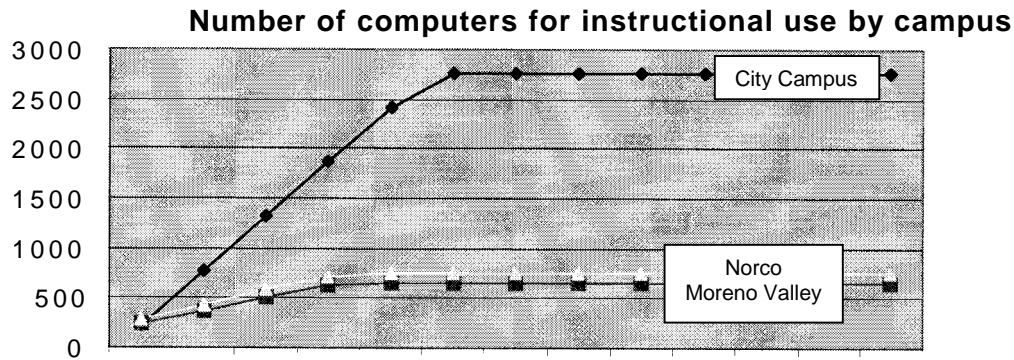 Number of computers for instructional use by campus
3000
2500
2000
1500
1000
500
0
City Campus
Norco
Moreno Valley